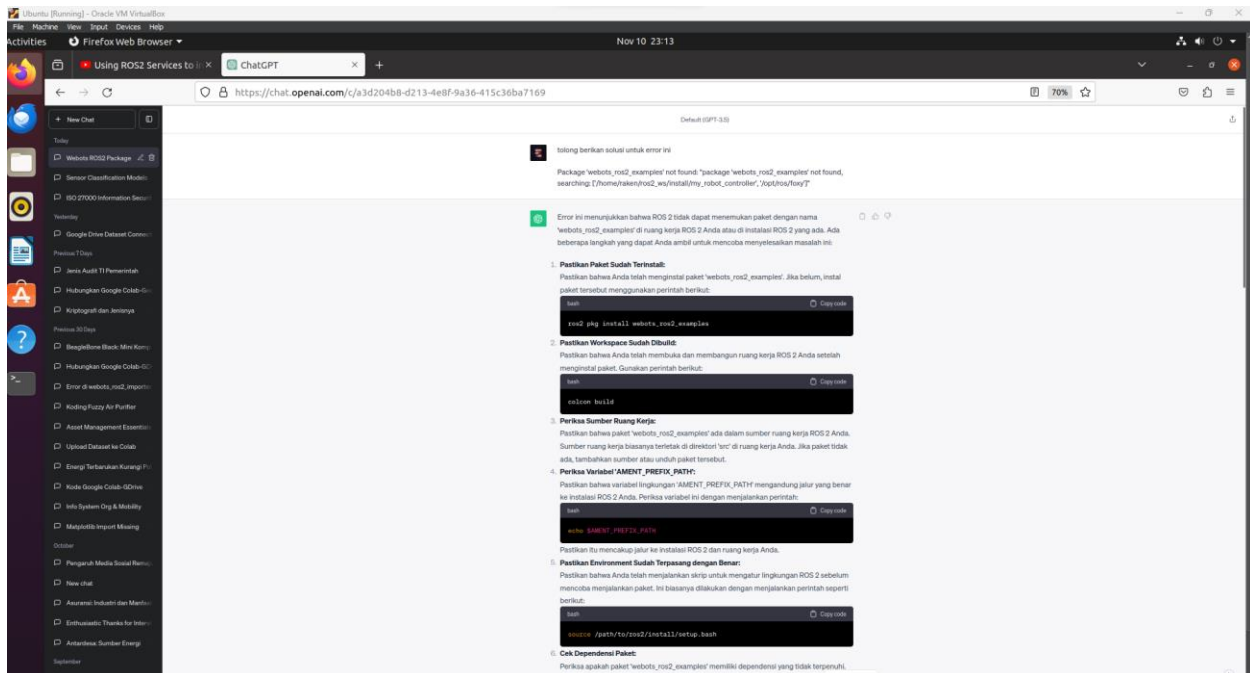 Ubuntu [Running] - Oracle VM VirtualBox
File Machine View Input Devices Help
Activities Firefox Web Browser Nov 10 23:13
Using ROS2 Services to in ChatGPT
https://chat.openai.com/c/a3d204b8-d213-4e8f-9a36-415c36ba7169 70%
+ New Chat
Today
Webots ROS2 Package
Sensor Classification Models
ISO 27000 Information Securi
Yesterday
Google Drive Dataset Connect
Previous 7 Days
Jenis Audit TI Pemerintah
Hubungkan Google Colab-G
Kriptografi dan Jenisnya
Previous 30 Days
BeagleBone Black: Mini Komp
Hubungkan Google Colab-GD
Error di webots_ros2_importe
Koding Fuzzy Air Purifier
Asset Management Essentials
Upload Dataset ke Colab
Energi Terbarukan Kurangi
Kode Google Colab-GDrive
Info System Org & Mobility
Matplotlib Import Missing
October
Pengaruh Media Sosial Remaj
New chat
Asuransi: Industri dan Manfaat
Enthusiastic Thanks for Interv
Antardesa: Sumber Energi
September
Default (GPT-3.5)
tolong berikan solusi untuk error ini
Package 'webots_ros2_examples' not found: "package 'webots_ros2_examples' not found,
searching: ['/home/raken/ros2_ws/install/my_robot_controller', '/opt/ros/foxy']"
Error ini menunjukkan bahwa ROS 2 tidak dapat menemukan paket dengan nama
'webots_ros2_examples' di ruang kerja ROS 2 Anda atau di instalasi ROS 2 yang ada. Ada
beberapa langkah yang dapat Anda ambil untuk mencoba menyelesaikan masalah ini:
1. Pastikan Paket Sudah Terinstall:
Pastikan bahwa Anda telah menginstal paket 'webots_ros2_examples'. Jika belum, instal
paket tersebut menggunakan perintah berikut:
bash Copy code
ros2 pkg install webots_ros2_examples
2. Pastikan Workspace Sudah Dibuild:
Pastikan bahwa Anda telah membuka dan membangun ruang kerja ROS 2 Anda setelah
menginstal paket. Gunakan perintah berikut:
bash Copy code
colcon build
3. Periksa Sumber Ruang Kerja:
Pastikan bahwa paket 'webots_ros2_examples' ada dalam sumber ruang kerja ROS 2 Anda.
Sumber ruang kerja biasanya terletak di direktori 'src' di ruang kerja Anda. Jika paket tidak
ada, tambahkan sumber atau unduh paket tersebut.
4. Periksa Variabel 'AMENT_PREFIX_PATH':
Pastikan bahwa variabel lingkungan 'AMENT_PREFIX_PATH' mengandung jalur yang benar
ke instalasi ROS 2 Anda. Periksa variabel ini dengan menjalankan perintah:
bash Copy code
echo $AMENT_PREFIX_PATH
Pastikan itu mencakup jalur ke instalasi ROS 2 dan ruang kerja Anda.
5. Pastikan Environment Sudah Terpasang dengan Benar:
Pastikan bahwa Anda telah menjalankan skrip untuk mengatur lingkungan ROS 2 sebelum
mencoba menjalankan paket. Ini biasanya dilakukan dengan menjalankan perintah seperti
berikut:
bash Copy code
source /path/to/ros2/install/setup.bash
6. Cek Dependensi Paket:
Periksa apakah paket 'webots_ros2_examples' memiliki dependensi yang tidak terpenuhi.